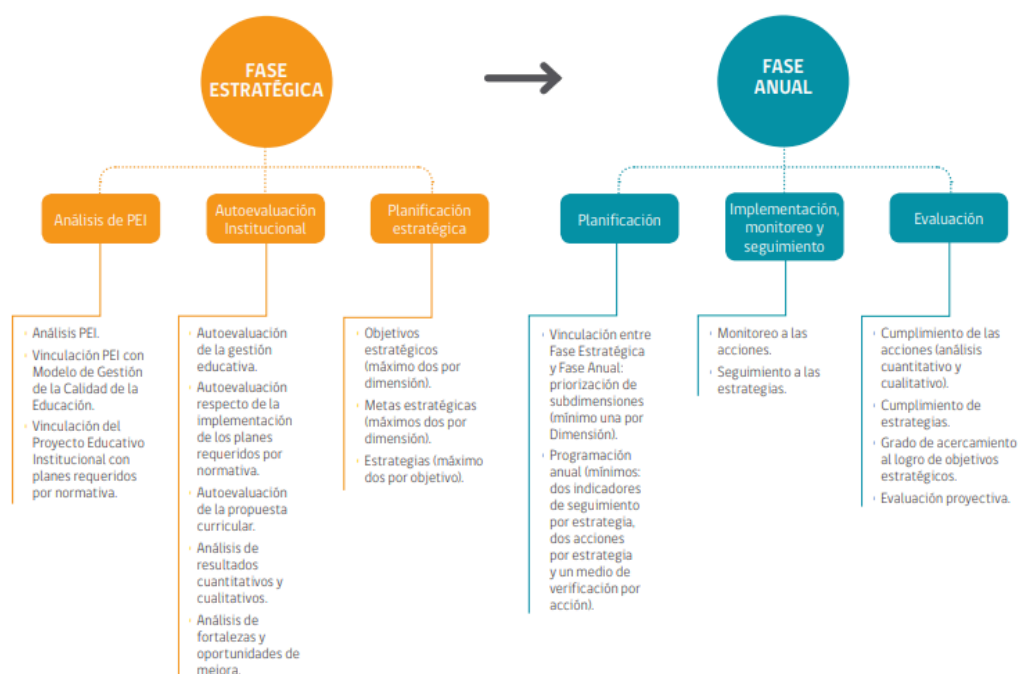 FASE
ESTRATÉGICA
FASE
ANUAL
Análisis de PEI
Autoevaluación
Institucional
Planificación
estratégica
Planificación
Implementación,
monitoreo y
seguimiento
Evaluación
Análisis PEI.
Vinculación PEI con
Modelo de Gestión
de la Calidad de la
Educación.
Vinculación del
Proyecto Educativo
Institucional con
planes requeridos
por normativa.
Autoevaluación
de la gestión
educativa.
Autoevaluación
respecto de la
implementación
de los planes
requeridos por
normativa.
Autoevaluación
de la propuesta
curricular.
Análisis de
resultados
cuantitativos y
cualitativos.
Análisis de
fortalezas y
oportunidades de
mejora.
Objetivos
estratégicos
(máximo dos por
dimensión).
Metas estratégicas
(máximos dos por
dimensión).
Estrategias (máximo
dos por objetivo).
Vinculación entre
Fase Estratégica
y Fase Anual:
priorización de
subdimensiones
(mínimo una por
Dimensión).
Programación
anual (mínimos:
dos indicadores
de seguimiento
por estrategia,
dos acciones
por estrategia
y un medio de
verificación por
acción).
Monitoreo a las
acciones.
Seguimiento a las
estrategias.
Cumplimiento de las
acciones (análisis
cuantitativo y
cualitativo).
Cumplimiento de
estrategias.
Grado de acercamiento
al logro de objetivos
estratégicos.
Evaluación proyectiva.